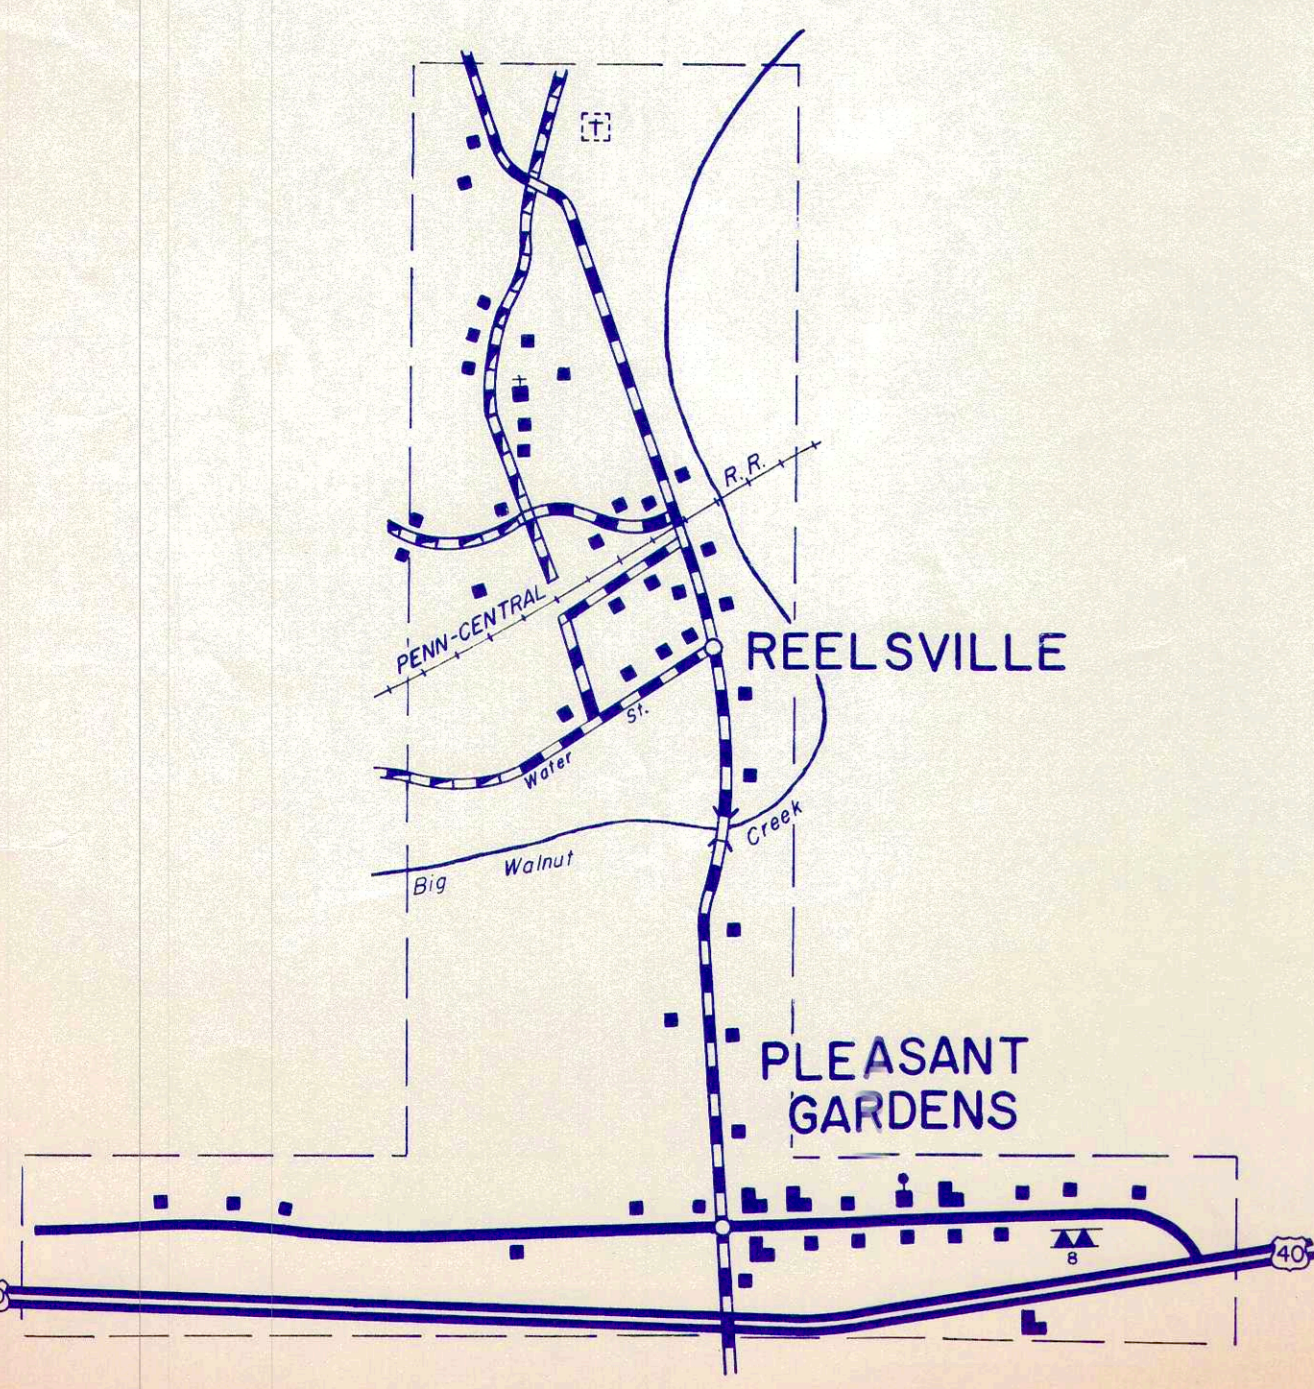 R. R.
PENN-CENTRAL
REELSVILLE
Water St.
Big Walnut Creek
PLEASANT
GARDENS
8
40